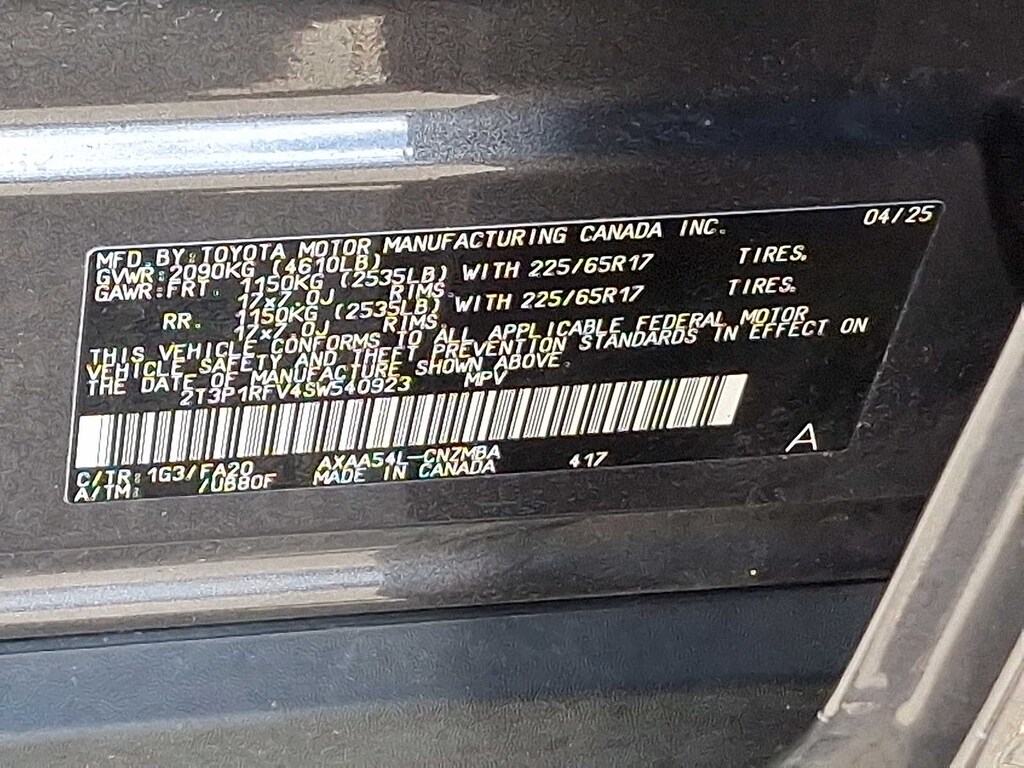 MFD. BY: TOYOTA MOTOR MANUFACTURING CANADA INC. 04/25
GVWR: 2090KG (4610LB)
GAWR: FRT. 1150KG (2535LB) WITH 225/65R17 TIRES.
17x7.0J RIMS
RR. 1150KG (2535LB) WITH 225/65R17 TIRES.
17x7.0J RIMS
THIS VEHICLE CONFORMS TO ALL APPLICABLE FEDERAL MOTOR
VEHICLE SAFETY AND THEFT PREVENTION STANDARDS IN EFFECT ON
THE DATE OF MANUFACTURE SHOWN ABOVE.
2T3P1RFV4SW540923 MPV
C/TR: 1G3/FA20 AXAA54L-CNZMBA 417 A
A/TM: /UB80F MADE IN CANADA